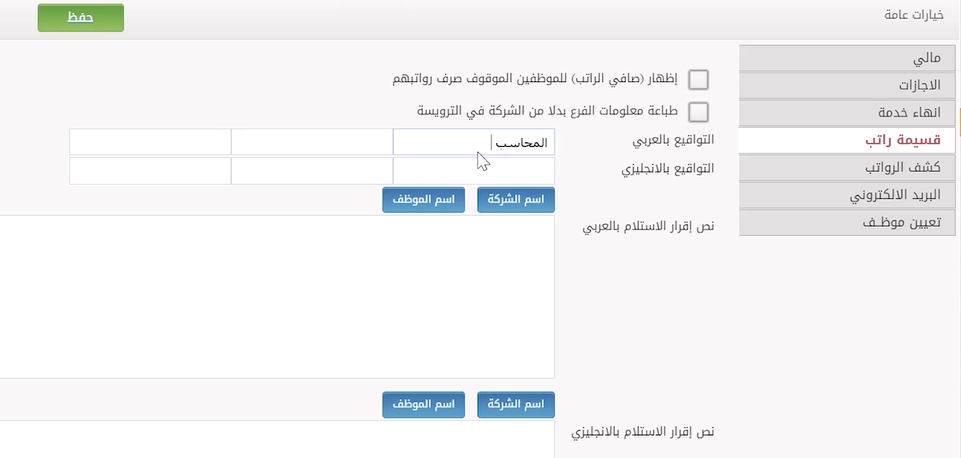 خيارات عامة
حفظ
مالي
الاجازات
انهاء خدمة
قسيمة راتب
كشف الرواتب
البريد الالكتروني
تعيين موظــف
إظهار (صافي الراتب) للموظفين الموقوف صرف رواتبهم
طباعة معلومات الفرع بدلا من الشركة في الترويسة
التواقيع بالعربي
المحاسب
التواقيع بالانجليزي
اسم الشركة
اسم الموظف
نص إقرار الاستلام بالعربي
اسم الشركة
اسم الموظف
نص إقرار الاستلام بالانجليزي